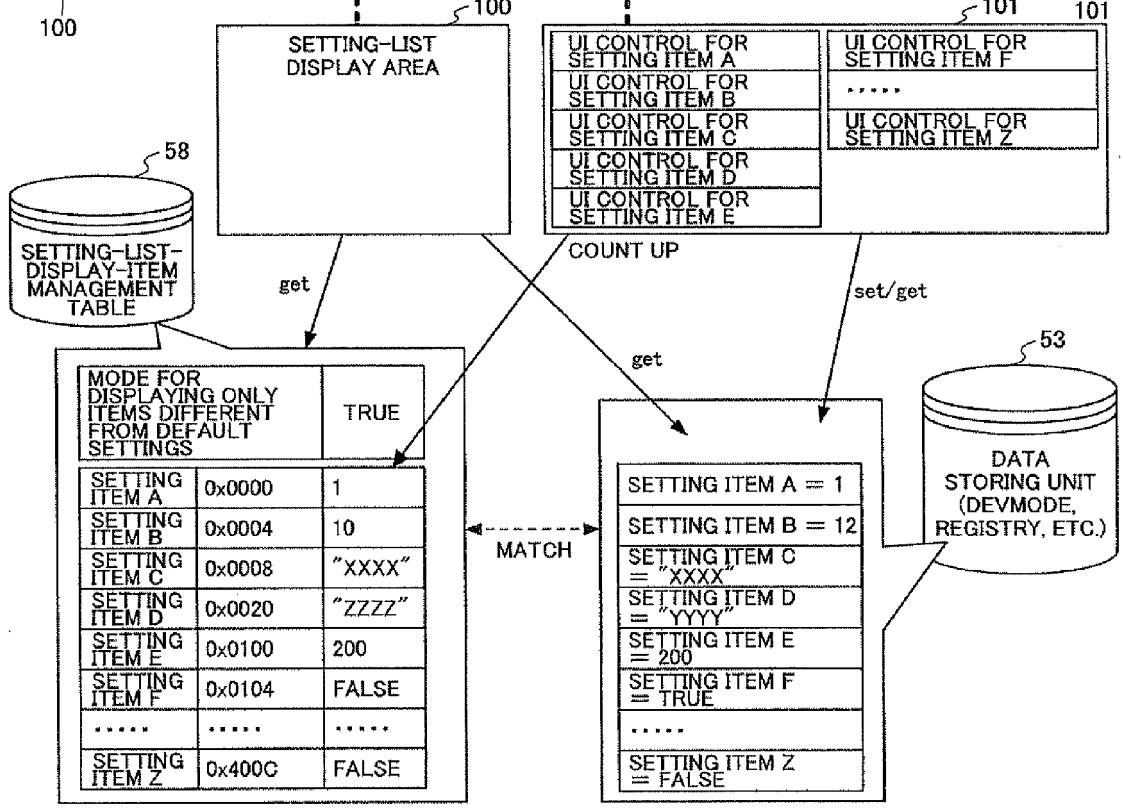 100
100
101
101
SETTING-LIST
DISPLAY AREA
UI CONTROL FOR
SETTING ITEM A
UI CONTROL FOR
SETTING ITEM B
UI CONTROL FOR
SETTING ITEM C
UI CONTROL FOR
SETTING ITEM D
UI CONTROL FOR
SETTING ITEM E
UI CONTROL FOR
SETTING ITEM F
.....
UI CONTROL FOR
SETTING ITEM Z
58
SETTING-LIST-
DISPLAY-ITEM
MANAGEMENT
TABLE
get
COUNT UP
set/get
get
53
DATA
STORING UNIT
(DEVMODE,
REGISTRY, ETC.)
MODE FOR
DISPLAYING ONLY
ITEMS DIFFERENT
FROM DEFAULT
SETTINGS
TRUE
SETTING
ITEM A
0x0000
1
SETTING
ITEM B
0x0004
10
SETTING
ITEM C
0x0008
"XXXX"
SETTING
ITEM D
0x0020
"ZZZZ"
SETTING
ITEM E
0x0100
200
SETTING
ITEM F
0x0104
FALSE
.....
.....
.....
SETTING
ITEM Z
0x400C
FALSE
MATCH
SETTING ITEM A = 1
SETTING ITEM B = 12
SETTING ITEM C
= "XXXX"
SETTING ITEM D
= "YYYY"
SETTING ITEM E
= 200
SETTING ITEM F
= TRUE
.....
SETTING ITEM Z
= FALSE